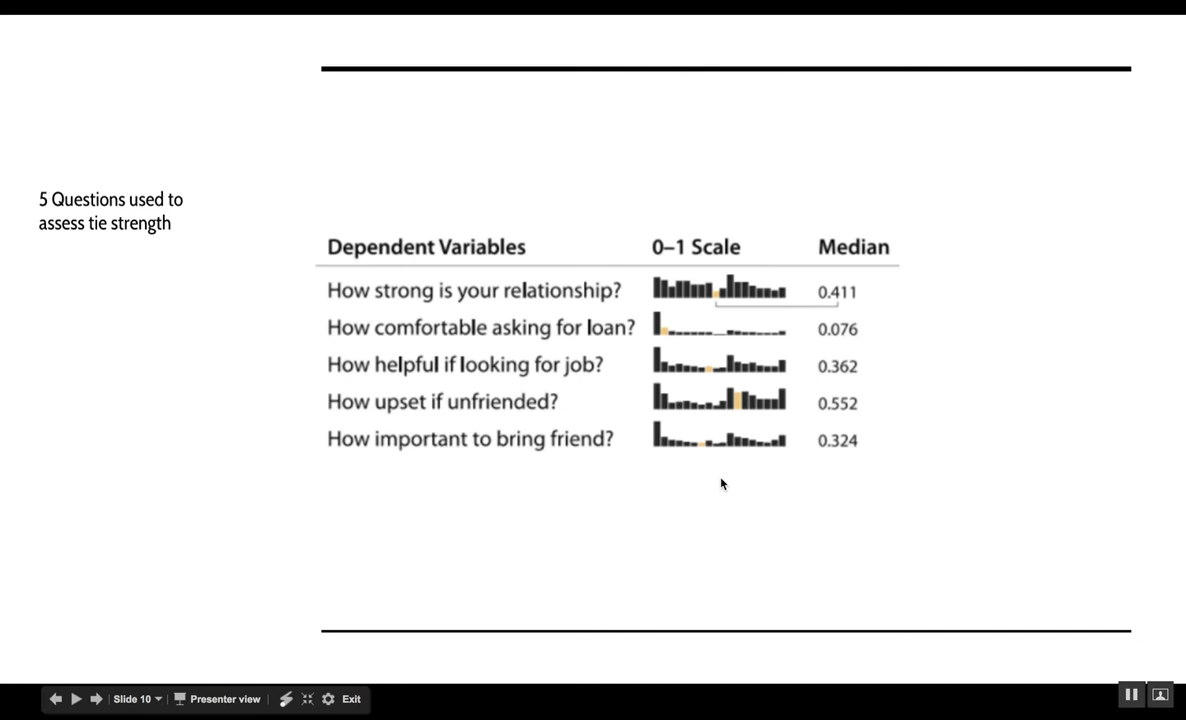 5 Questions used to
assess tie strength
Dependent Variables 0–1 Scale Median
How strong is your relationship? 0.411
How comfortable asking for loan? 0.076
How helpful if looking for job? 0.362
How upset if unfriended? 0.552
How important to bring friend? 0.324
Slide 10 Presenter view Exit